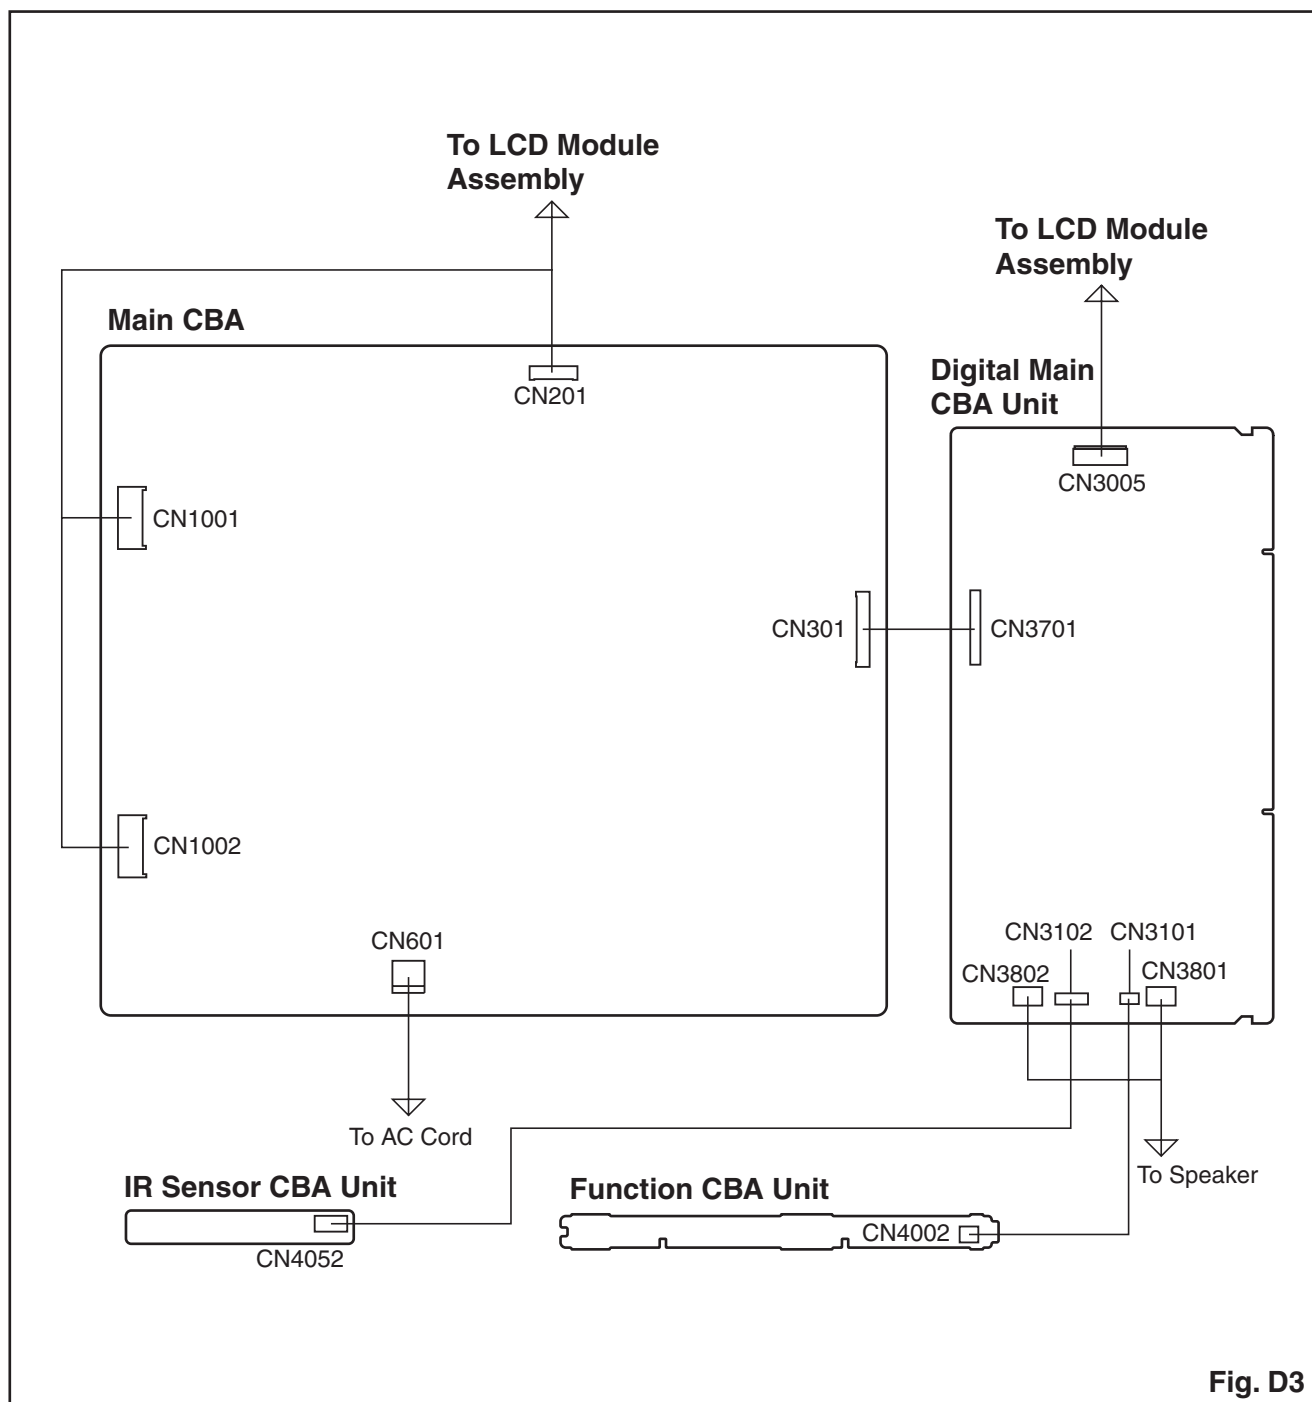 To LCD Module
Assembly
To LCD Module
Assembly
Main CBA
Digital Main
CBA Unit
CN201
CN3005
CN1001
CN301
CN3701
CN1002
CN601
CN3102
CN3101
CN3802
CN3801
To AC Cord
To Speaker
IR Sensor CBA Unit
Function CBA Unit
CN4002
CN4052
Fig. D3